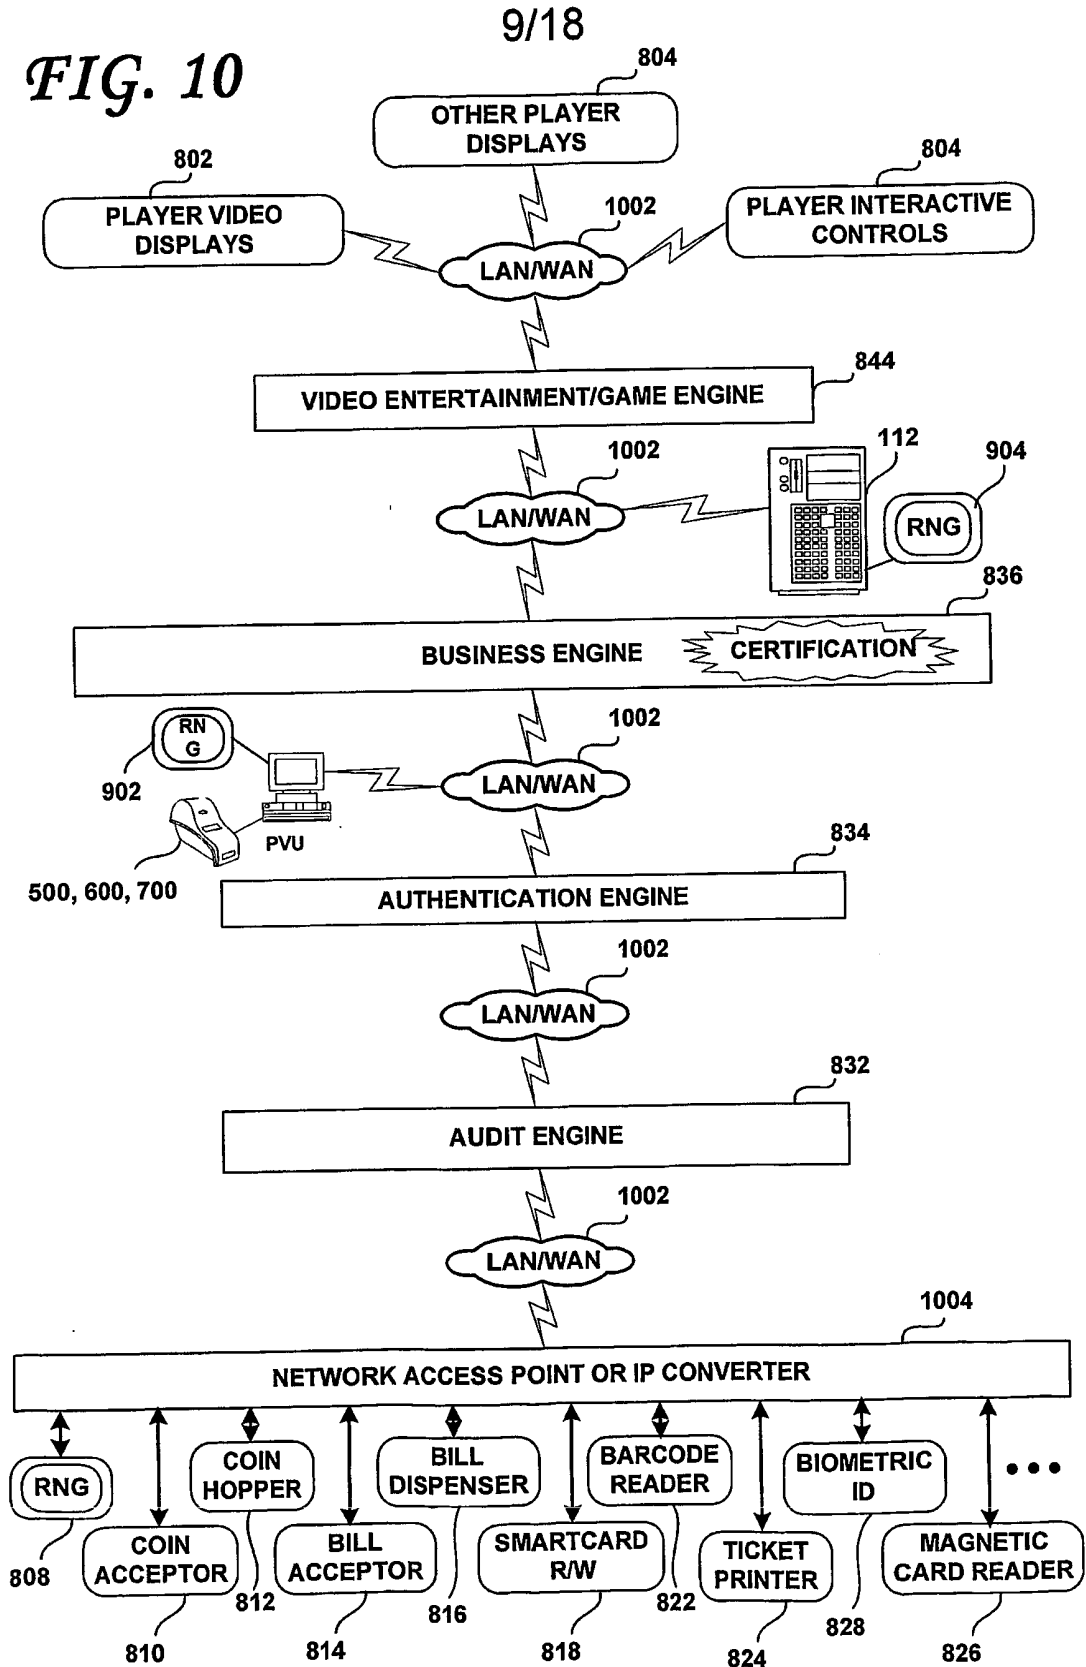 9/18
FIG. 10
804
OTHER PLAYER
DISPLAYS
802
PLAYER VIDEO
DISPLAYS
804
PLAYER INTERACTIVE
CONTROLS
1002
LAN/WAN
844
VIDEO ENTERTAINMENT/GAME ENGINE
1002
LAN/WAN
112
904
RNG
836
BUSINESS ENGINE
CERTIFICATION
RN
G
902
1002
LAN/WAN
PVU
500, 600, 700
834
AUTHENTICATION ENGINE
1002
LAN/WAN
832
AUDIT ENGINE
1002
LAN/WAN
1004
NETWORK ACCESS POINT OR IP CONVERTER
RNG
808
COIN
ACCEPTOR
810
COIN
HOPPER
812
BILL
ACCEPTOR
814
BILL
DISPENSER
816
SMARTCARD
R/W
818
BARCODE
READER
822
TICKET
PRINTER
824
BIOMETRIC
ID
828
MAGNETIC
CARD READER
826